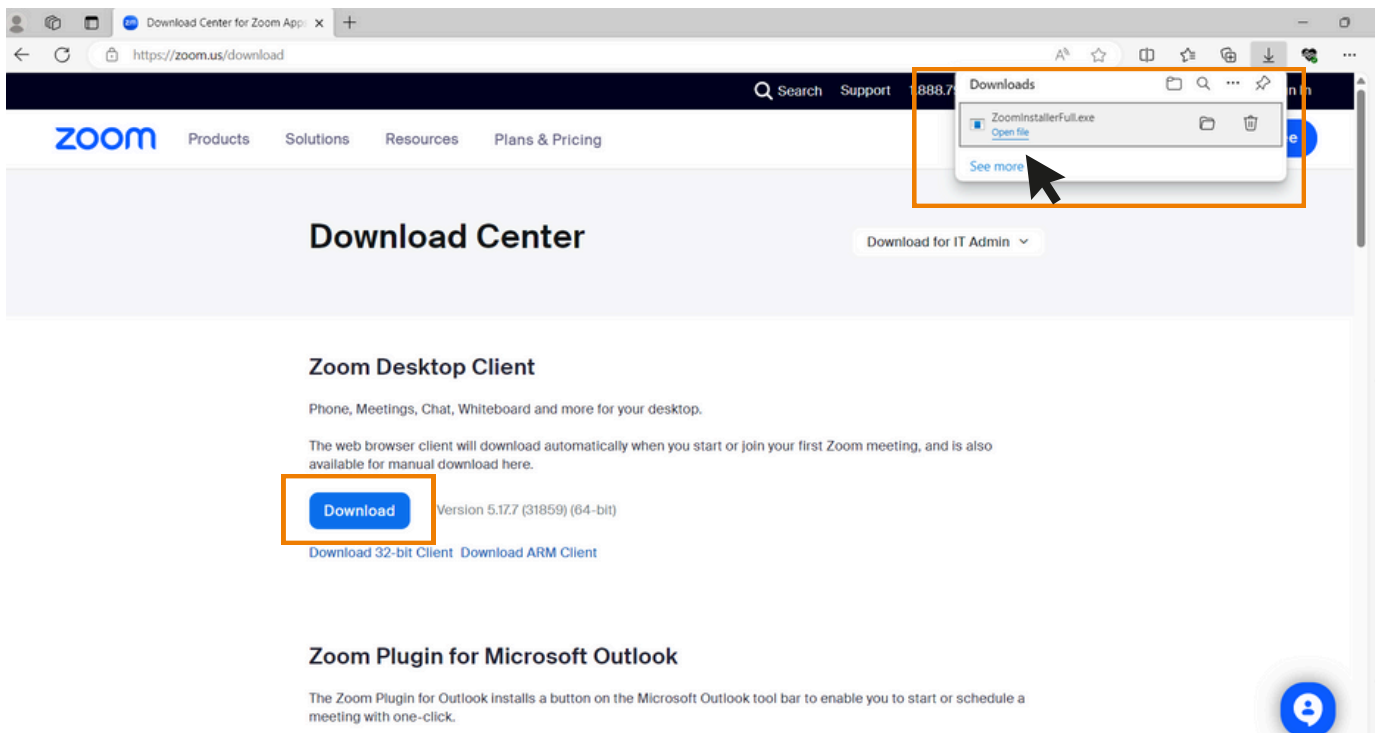 Download Center for Zoom App
https://zoom.us/download
Search Support 1.888.79
n In
Downloads
ZoomInstallerFull.exe
Open file
See more
zoom Products Solutions Resources Plans & Pricing
e
Download Center
Download for IT Admin
Zoom Desktop Client
Phone, Meetings, Chat, Whiteboard and more for your desktop.
The web browser client will download automatically when you start or join your first Zoom meeting, and is also
available for manual download here.
Download Version 5.17.7 (31859) (64-bit)
Download 32-bit Client Download ARM Client
Zoom Plugin for Microsoft Outlook
The Zoom Plugin for Outlook installs a button on the Microsoft Outlook tool bar to enable you to start or schedule a
meeting with one-click.